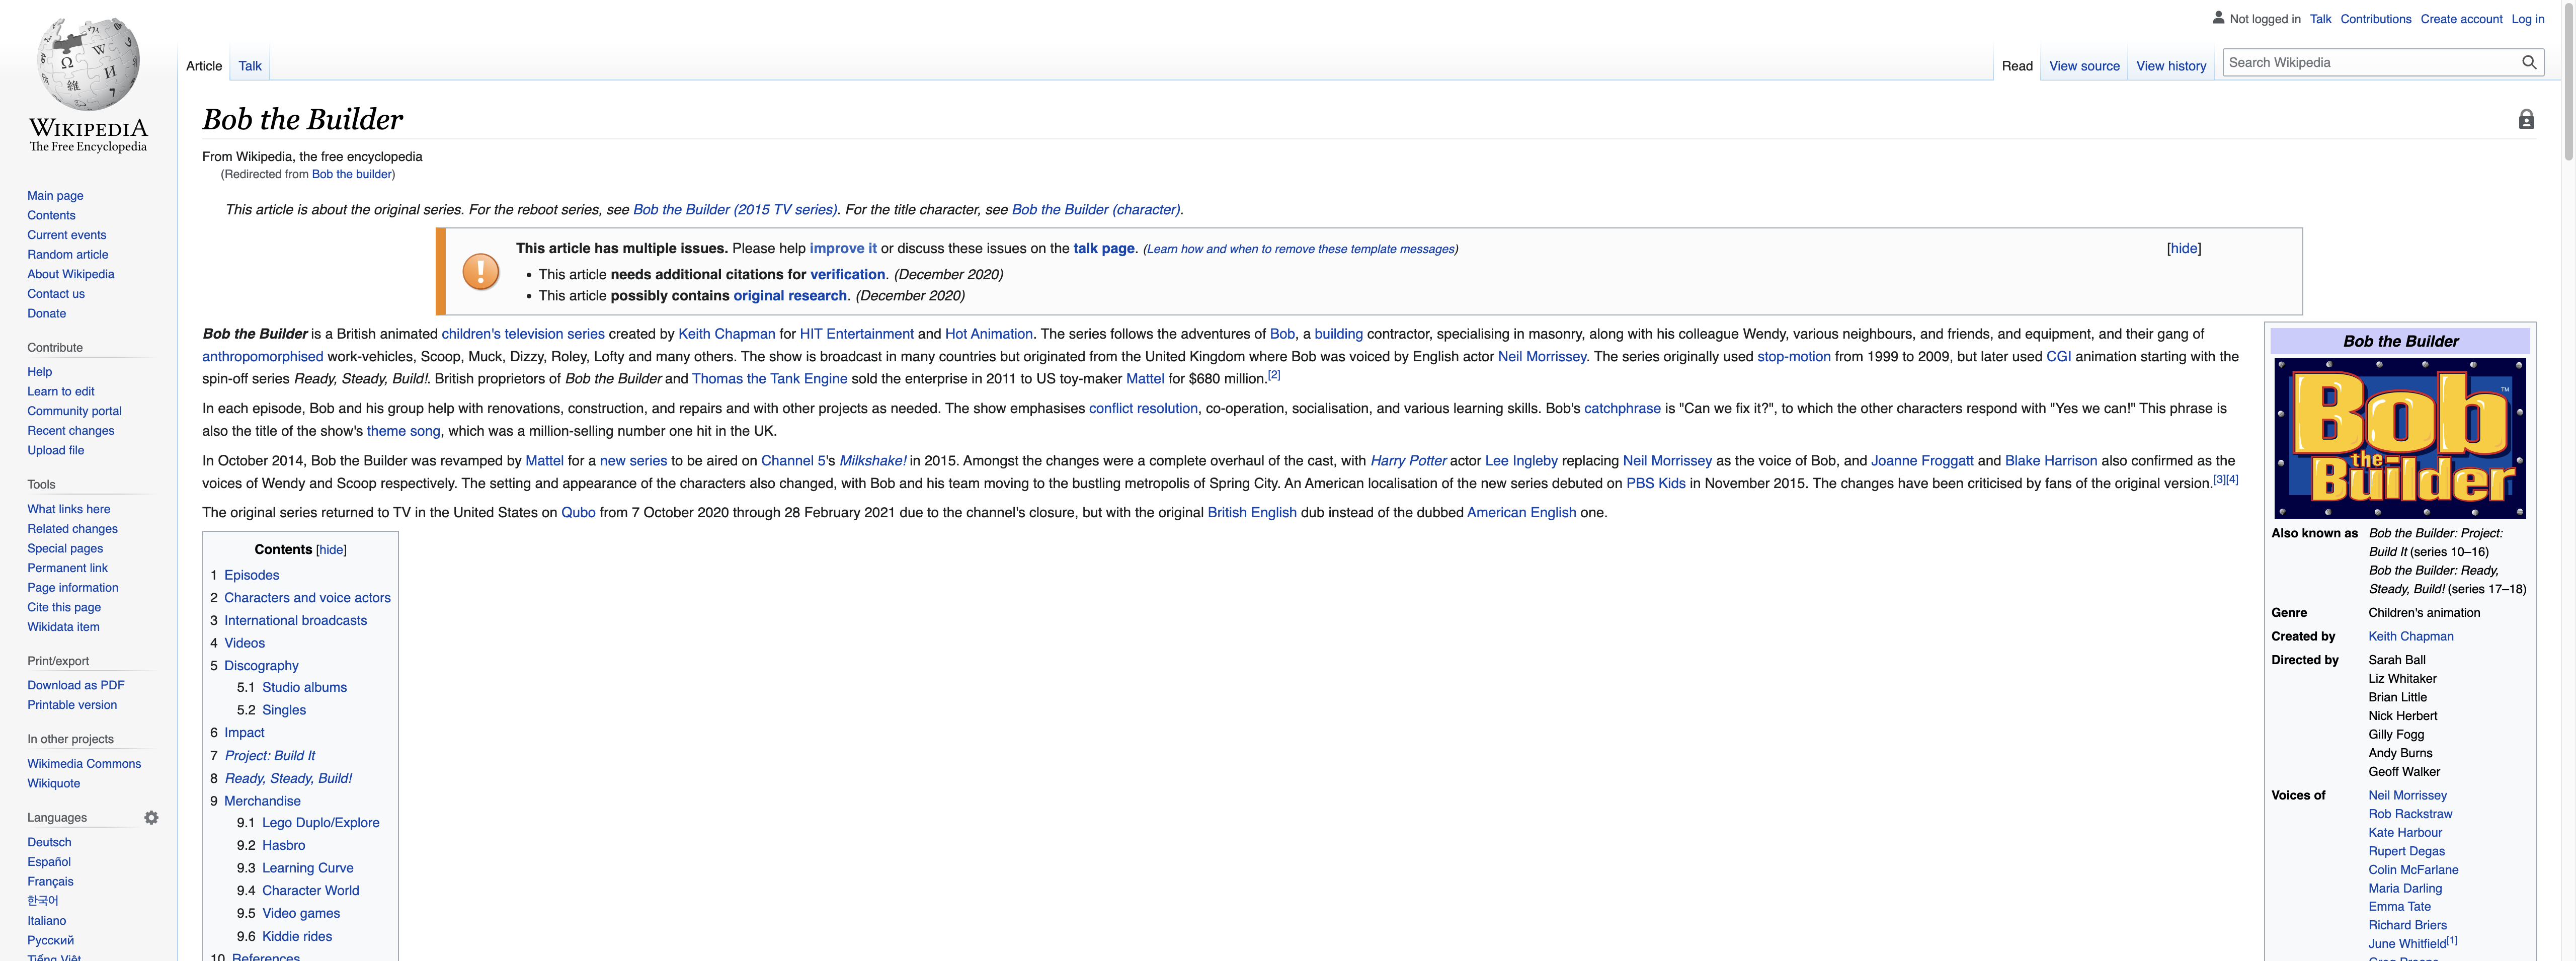 Not logged in Talk Contributions Create account Log in
Article Talk
Read View source View history Search Wikipedia
WIKIPEDIA
The Free Encyclopedia
Main page
Contents
Current events
Random article
About Wikipedia
Contact us
Donate
Contribute
Help
Learn to edit
Community portal
Recent changes
Upload file
Tools
What links here
Related changes
Special pages
Permanent link
Page information
Cite this page
Wikidata item
Print/export
Download as PDF
Printable version
In other projects
Wikimedia Commons
Wikiquote
Languages
Deutsch
Español
Français
한국어
Italiano
Русский
Tiếng Việt
Bob the Builder
From Wikipedia, the free encyclopedia
(Redirected from Bob the builder)
This article is about the original series. For the reboot series, see Bob the Builder (2015 TV series). For the title character, see Bob the Builder (character).
This article has multiple issues. Please help improve it or discuss these issues on the talk page. (Learn how and when to remove these template messages) [hide]
• This article needs additional citations for verification. (December 2020)
• This article possibly contains original research. (December 2020)
Bob the Builder is a British animated children's television series created by Keith Chapman for HIT Entertainment and Hot Animation. The series follows the adventures of Bob, a building contractor, specialising in masonry, along with his colleague Wendy, various neighbours, and friends, and equipment, and their gang of
anthropomorphised work-vehicles, Scoop, Muck, Dizzy, Roley, Lofty and many others. The show is broadcast in many countries but originated from the United Kingdom where Bob was voiced by English actor Neil Morrissey. The series originally used stop-motion from 1999 to 2009, but later used CGI animation starting with the
spin-off series Ready, Steady, Build!. British proprietors of Bob the Builder and Thomas the Tank Engine sold the enterprise in 2011 to US toy-maker Mattel for $680 million.[2]
In each episode, Bob and his group help with renovations, construction, and repairs and with other projects as needed. The show emphasises conflict resolution, co-operation, socialisation, and various learning skills. Bob's catchphrase is "Can we fix it?", to which the other characters respond with "Yes we can!" This phrase is
also the title of the show's theme song, which was a million-selling number one hit in the UK.
In October 2014, Bob the Builder was revamped by Mattel for a new series to be aired on Channel 5's Milkshake! in 2015. Amongst the changes were a complete overhaul of the cast, with Harry Potter actor Lee Ingleby replacing Neil Morrissey as the voice of Bob, and Joanne Froggatt and Blake Harrison also confirmed as the
voices of Wendy and Scoop respectively. The setting and appearance of the characters also changed, with Bob and his team moving to the bustling metropolis of Spring City. An American localisation of the new series debuted on PBS Kids in November 2015. The changes have been criticised by fans of the original version.[3][4]
The original series returned to TV in the United States on Qubo from 7 October 2020 through 28 February 2021 due to the channel's closure, but with the original British English dub instead of the dubbed American English one.
Contents [hide]
1 Episodes
2 Characters and voice actors
3 International broadcasts
4 Videos
5 Discography
5.1 Studio albums
5.2 Singles
6 Impact
7 Project: Build It
8 Ready, Steady, Build!
9 Merchandise
9.1 Lego Duplo/Explore
9.2 Hasbro
9.3 Learning Curve
9.4 Character World
9.5 Video games
9.6 Kiddie rides
10 References
Bob the Builder
Bob
the
Builder
TM
Also known as Bob the Builder: Project:
Build It (series 10–16)
Bob the Builder: Ready,
Steady, Build! (series 17–18)
Genre Children's animation
Created by Keith Chapman
Directed by Sarah Ball
Liz Whitaker
Brian Little
Nick Herbert
Gilly Fogg
Andy Burns
Geoff Walker
Voices of Neil Morrissey
Rob Rackstraw
Kate Harbour
Rupert Degas
Colin McFarlane
Maria Darling
Emma Tate
Richard Briers
June Whitfield[1]